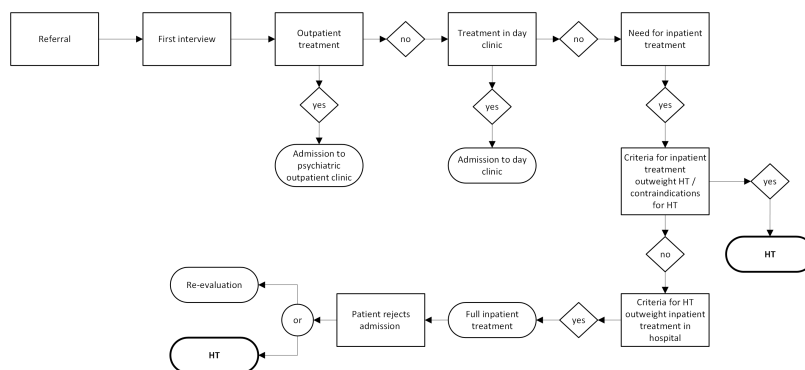 Referral
First interview
Outpatient
treatment
no
Treatment in day
clinic
no
Need for inpatient
treatment
yes
yes
yes
Admission to
psychiatric
outpatient clinic
Admission to day
clinic
Criteria for inpatient
treatment
outweight HT /
contraindications
for HT
yes
HT
no
Re-evaluation
or
HT
Patient rejects
admission
Full inpatient
treatment
yes
Criteria for HT
outweight inpatient
treatment in
hospital